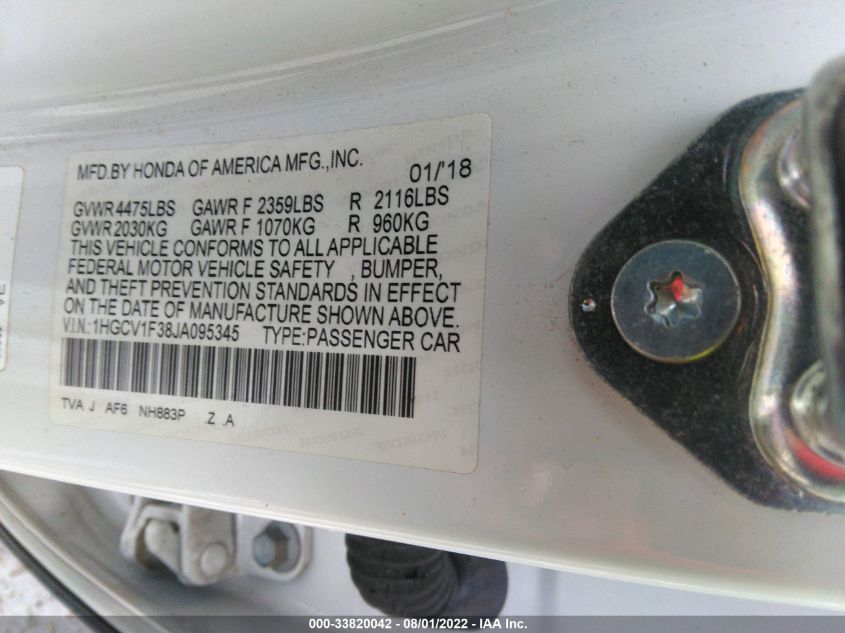 MFD.BY HONDA OF AMERICA MFG.,INC. 01/'18
GVWR 4475LBS GAWR F 2359LBS R 2116LBS
GVWR 2030KG GAWR F 1070KG R 960KG
THIS VEHICLE CONFORMS TO ALL APPLICABLE
FEDERAL MOTOR VEHICLE SAFETY , BUMPER,
AND THEFT PREVENTION STANDARDS IN EFFECT
ON THE DATE OF MANUFACTURE SHOWN ABOVE.
V.I.N.:1HGCV1F38JA095345 TYPE:PASSENGER CAR
TVA J AF6 NH883P .Z .A
HONDA HONDA
000-33820042 - 08/01/2022 - IAA Inc.